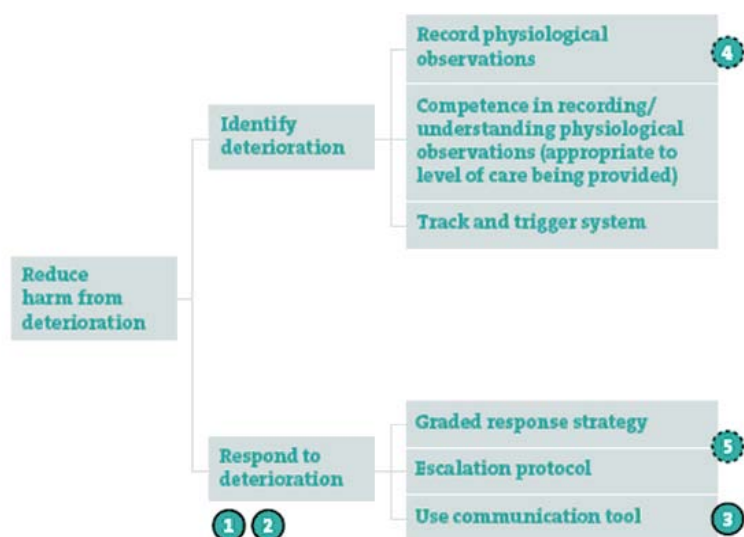 Record physiological
observations
4
Identify
deterioration
Competence in recording/
understanding physiological
observations (appropriate to
level of care being provided)
Track and trigger system
Reduce
harm from
deterioration
Graded response strategy
5
Respond to
deterioration
Escalation protocol
1 2
Use communication tool
3